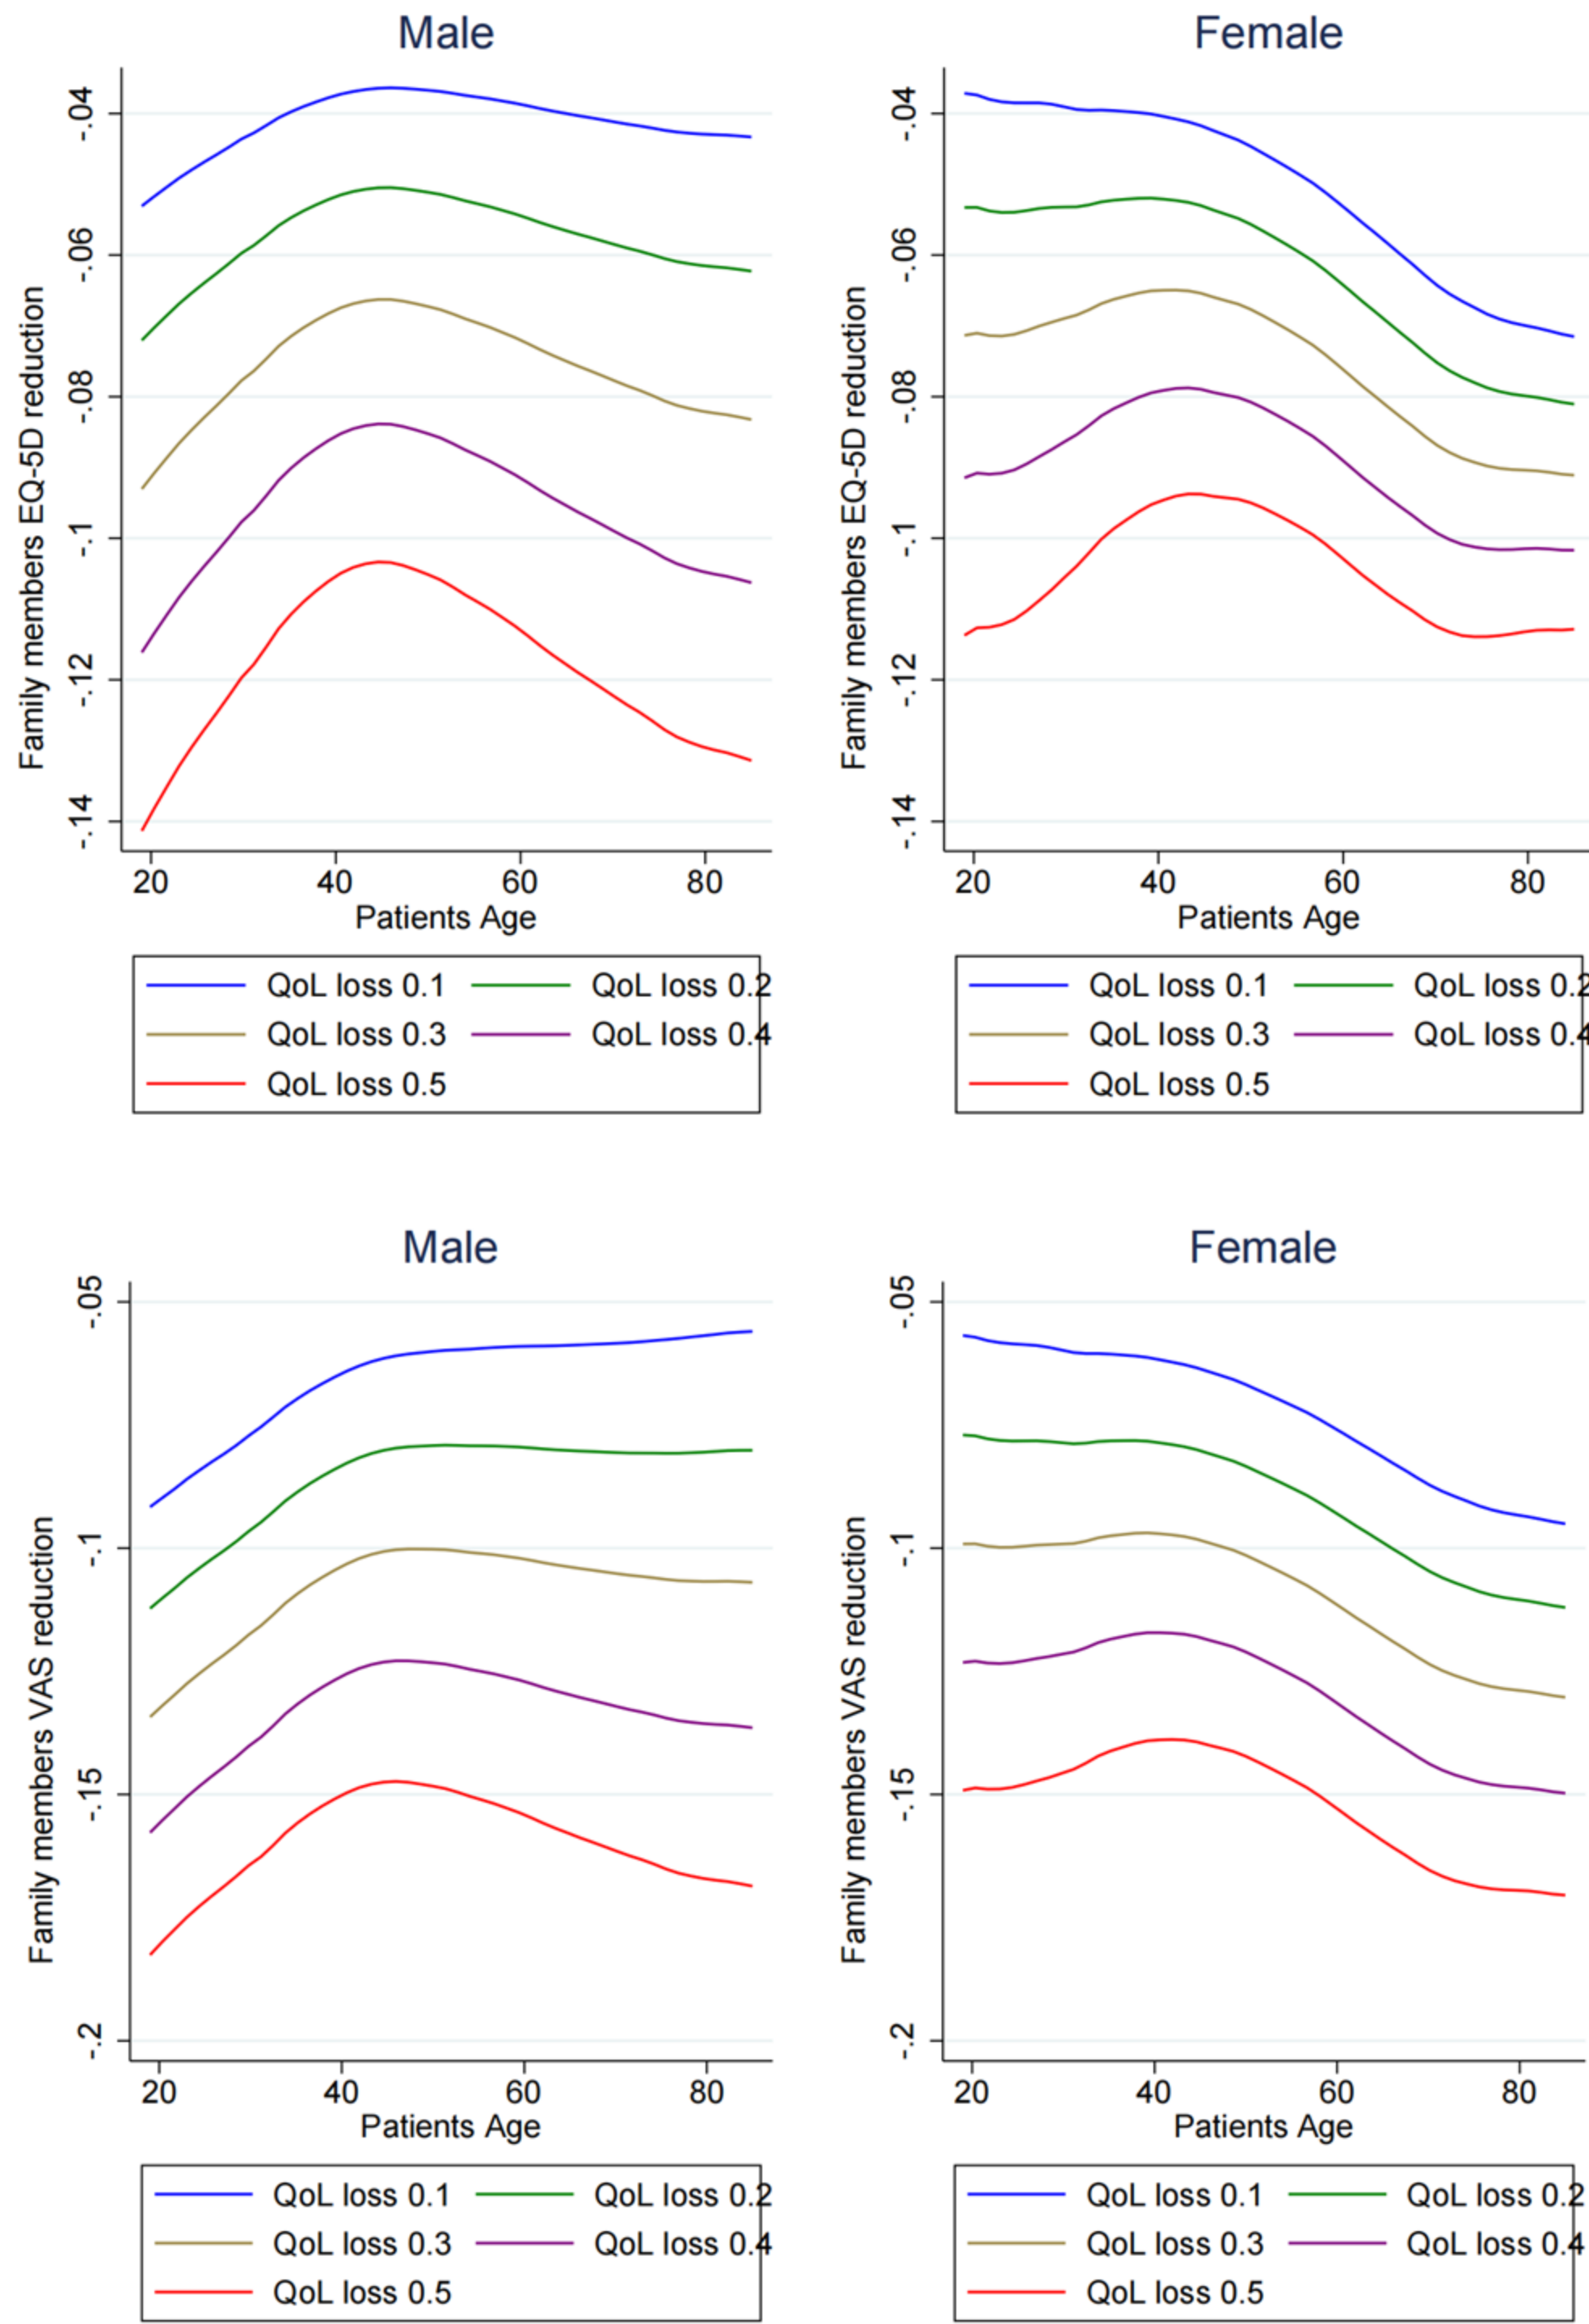 Male
Female
Family members EQ-5D reduction
-.04
-.06
-.08
-.1
-.12
-.14
20 40 60 80
Patients Age
QoL loss 0.1 QoL loss 0.2
QoL loss 0.3 QoL loss 0.4
QoL loss 0.5
Family members EQ-5D reduction
-.04
-.06
-.08
-.1
-.12
-.14
20 40 60 80
Patients Age
QoL loss 0.1 QoL loss 0.2
QoL loss 0.3 QoL loss 0.4
QoL loss 0.5
Male
Female
Family members VAS reduction
-.05
-.1
-.15
-.2
20 40 60 80
Patients Age
QoL loss 0.1 QoL loss 0.2
QoL loss 0.3 QoL loss 0.4
QoL loss 0.5
Family members VAS reduction
-.05
-.1
-.15
-.2
20 40 60 80
Patients Age
QoL loss 0.1 QoL loss 0.2
QoL loss 0.3 QoL loss 0.4
QoL loss 0.5